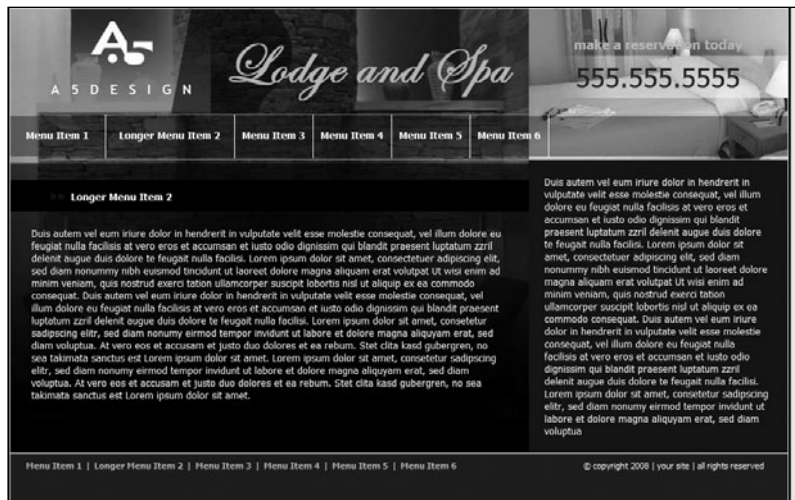 A5
A5DESIGN
Lodge and Spa
make a reservation today
555.555.5555
Menu Item 1
Longer Menu Item 2
Menu Item 3
Menu Item 4
Menu Item 5
Menu Item 6
>> Longer Menu Item 2
Duis autem vel eum iriure dolor in hendrerit in vulputate velit esse molestie consequat, vel illum dolore eu
feugiat nulla facilisis at vero eros et accumsan et iusto odio dignissim qui blandit praesent luptatum zzril
delenit augue duis dolore te feugait nulla facilisi. Lorem ipsum dolor sit amet, consectetuer adipiscing elit,
sed diam nonummy nibh euismod tincidunt ut laoreet dolore magna aliquam erat volutpat Ut wisi enim ad
minim veniam, quis nostrud exerci tation ullamcorper suscipit lobortis nisl ut aliquip ex ea commodo
consequat. Duis autem vel eum iriure dolor in hendrerit in vulputate velit esse molestie consequat, vel
illum dolore eu feugiat nulla facilisis at vero eros et accumsan et iusto odio dignissim qui blandit praesent
luptatum zzril delenit augue duis dolore te feugait nulla facilisi. Lorem ipsum dolor sit amet, consetetur
sadipscing elitr, sed diam nonumy eirmod tempor invidunt ut labore et dolore magna aliquyam erat, sed
diam voluptua. At vero eos et accusam et justo duo dolores et ea rebum. Stet clita kasd gubergren, no
sea takimata sanctus est Lorem ipsum dolor sit amet. Lorem ipsum dolor sit amet, consetetur sadipscing
elitr, sed diam nonumy eirmod tempor invidunt ut labore et dolore magna aliquyam erat, sed diam
voluptua. At vero eos et accusam et justo duo dolores et ea rebum. Stet clita kasd gubergren, no sea
takimata sanctus est Lorem ipsum dolor sit amet.
Duis autem vel eum iriure dolor in hendrerit in
vulputate velit esse molestie consequat, vel illum
dolore eu feugiat nulla facilisis at vero eros et
accumsan et iusto odio dignissim qui blandit
praesent luptatum zzril delenit augue duis dolore
te feugait nulla facilisi. Lorem ipsum dolor sit
amet, consectetuer adipiscing elit, sed diam
nonummy nibh euismod tincidunt ut laoreet dolore
magna aliquam erat volutpat Ut wisi enim ad
minim veniam, quis nostrud exerci tation
ullamcorper suscipit lobortis nisl ut aliquip ex ea
commodo consequat. Duis autem vel eum iriure
dolor in hendrerit in vulputate velit esse molestie
consequat, vel illum dolore eu feugiat nulla
facilisis at vero eros et accumsan et iusto odio
dignissim qui blandit praesent luptatum zzril
delenit augue duis dolore te feugait nulla facilisi.
Lorem ipsum dolor sit amet, consetetur sadipscing
elitr, sed diam nonumy eirmod tempor invidunt ut
labore et dolore magna aliquyam erat, sed diam
voluptua
Menu Item 1 | Longer Menu Item 2 | Menu Item 3 | Menu Item 4 | Menu Item 5 | Menu Item 6
© copyright 2008 | your site | all rights reserved